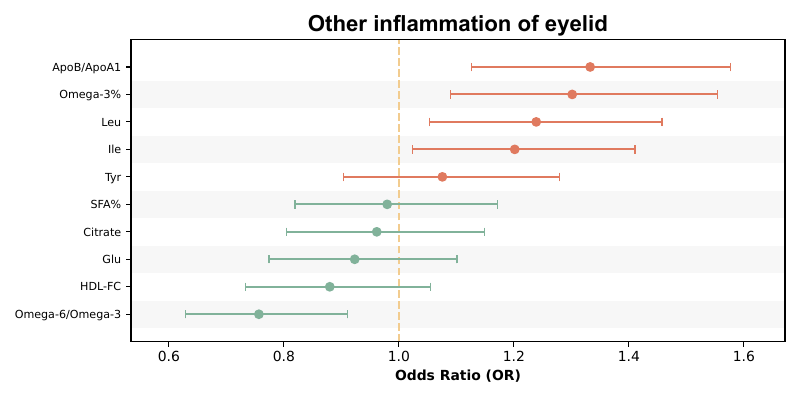 Other inflammation of eyelid
ApoB/ApoA1
Omega-3%
Leu
Ile
Tyr
SFA%
Citrate
Glu
HDL-FC
Omega-6/Omega-3
0.6 0.8 1.0 1.2 1.4 1.6
Odds Ratio (OR)